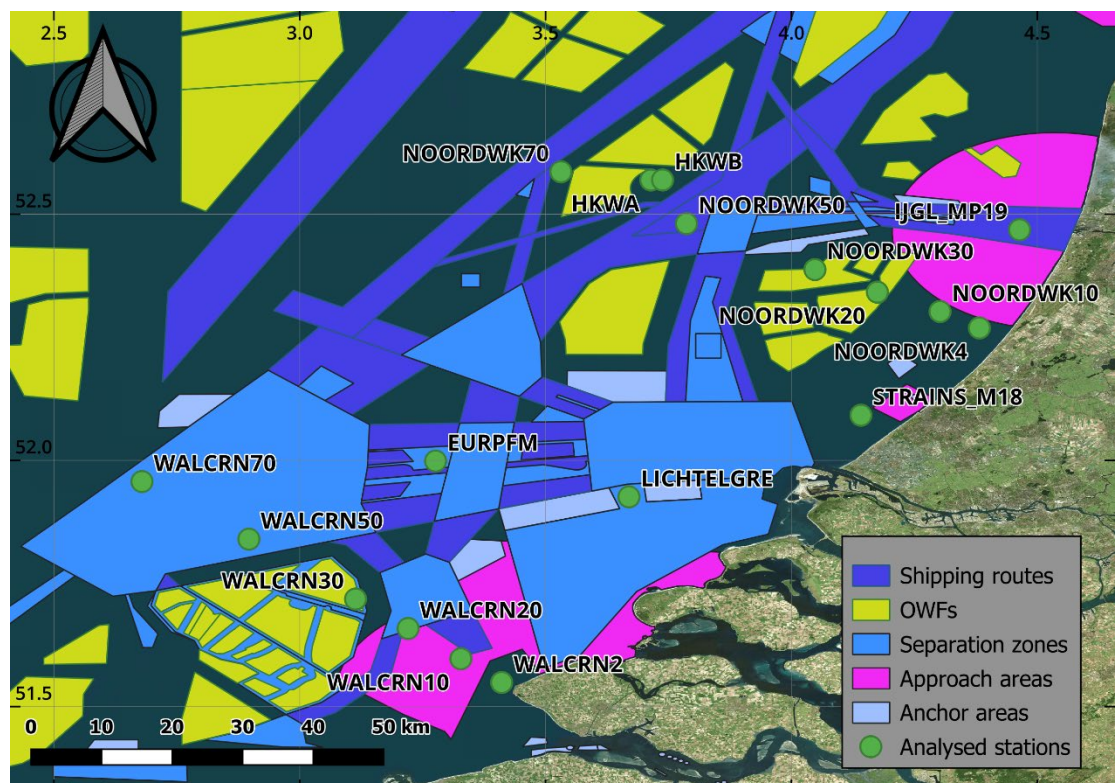 2.5 3.0 3.5 4.0 4.5
NOORDWK70
HKWB
HKWA
NOORDWK50
52.5
IJGL_MP19
NOORDWK30
NOORDWK10
NOORDWK20
NOORDWK4
STRAINS_M18
52.0
EURPFM
WALCRN70
LICHTELGRE
WALCRN50
WALCRN30
WALCRN20
WALCRN2
WALCRN10
51.5
0 10 20 30 40 50 km
Shipping routes
OWFs
Separation zones
Approach areas
Anchor areas
Analysed stations